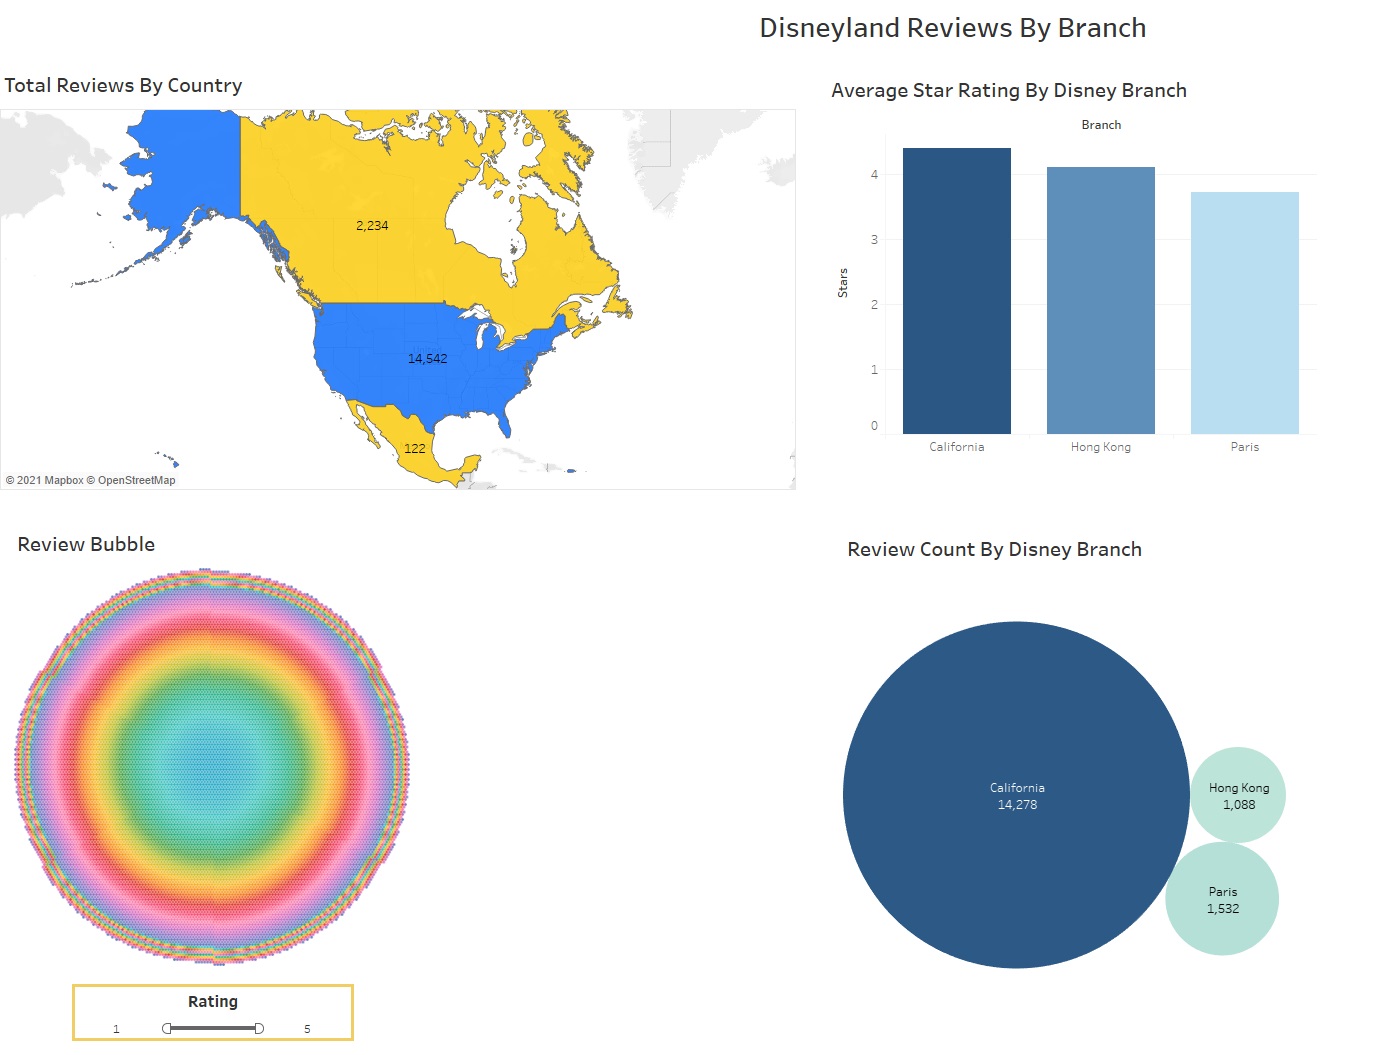 Disneyland Reviews By Branch
Total Reviews By Country
2,234
14,542
122
© 2021 Mapbox © OpenStreetMap
Average Star Rating By Disney Branch
Branch
Stars
4
3
2
1
0
California
Hong Kong
Paris
Review Bubble
Rating
1
5
Review Count By Disney Branch
California
14,278
Hong Kong
1,088
Paris
1,532